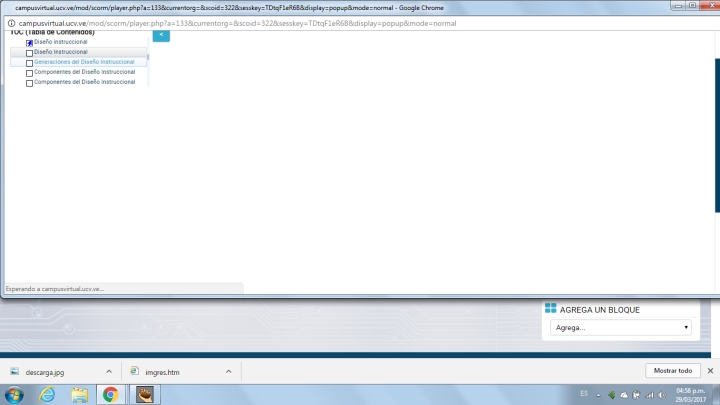 campusvirtual.ucv.ve/mod/scorm/player.php?a=133&currentorg=&scoid=322&sesskey=TDtqF1eR6B&display=popup&mode=normal - Google Chrome
campusvirtual.ucv.ve/mod/scorm/player.php?a=133&currentorg=&scoid=322&sesskey=TDtqF1eR6B&display=popup&mode=normal
TOC (Tabla de Contenidos)
<
Diseño instruccional
Diseño Instruccional
Generaciones del Diseño Instruccional
Componentes del Diseño Instruccional
Componentes del Diseño Instruccional
Esperando a campusvirtual.ucv.ve...
AGREGA UN BLOQUE
Agrega...
descarga.jpg
imgres.htm
Mostrar todo
ES
04:58 p.m.
29/03/2017